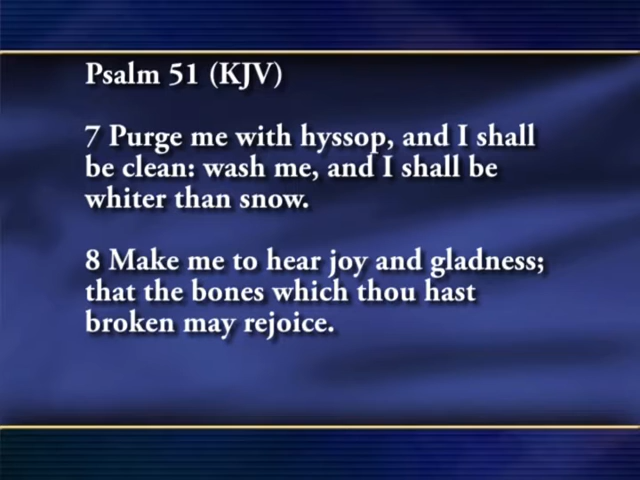 Psalm 51 (KJV)
7 Purge me with hyssop, and I shall
be clean: wash me, and I shall be
whiter than snow.
8 Make me to hear joy and gladness;
that the bones which thou hast
broken may rejoice.